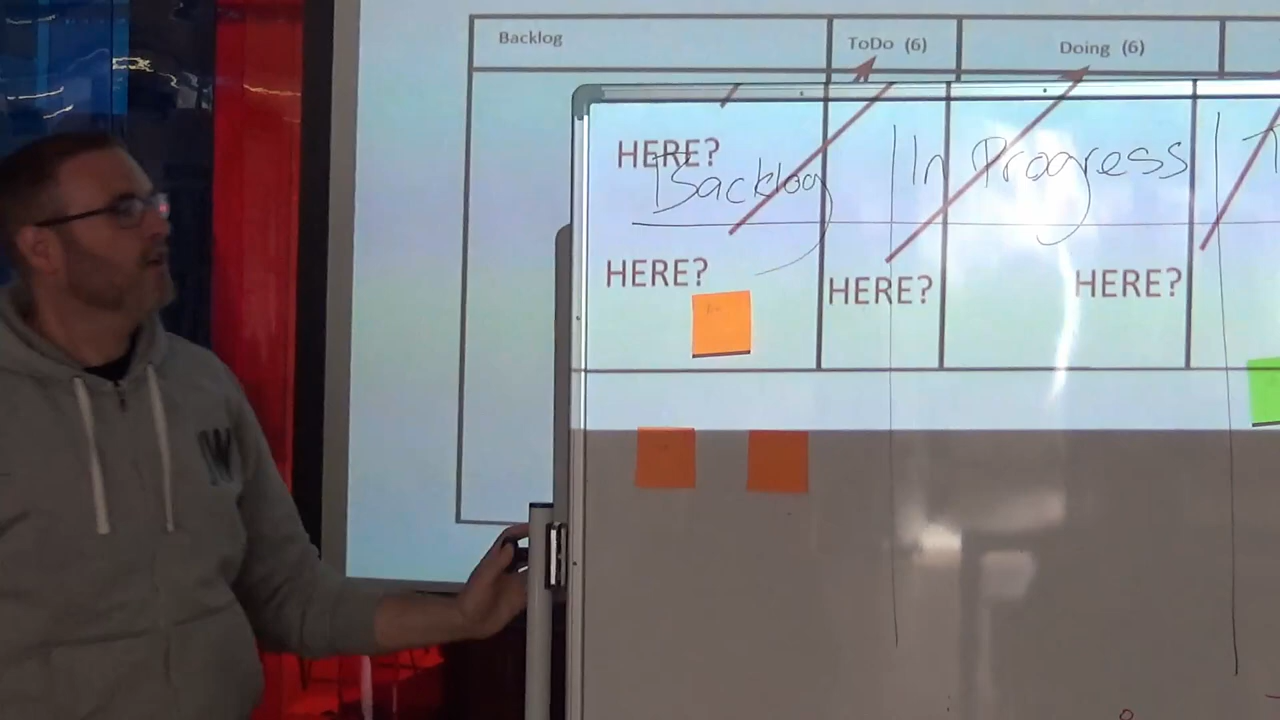 Backlog ToDo (6) Doing (6)
HERE?
Backlog In Progress
HERE? HERE? HERE?
W